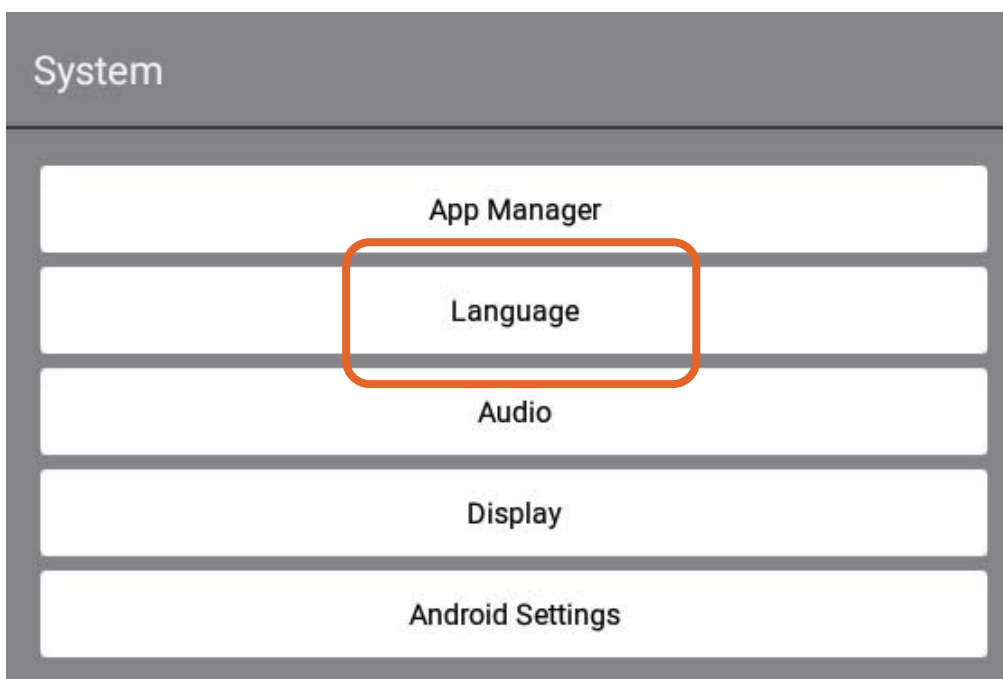 System
App Manager
Language
Audio
Display
Android Settings